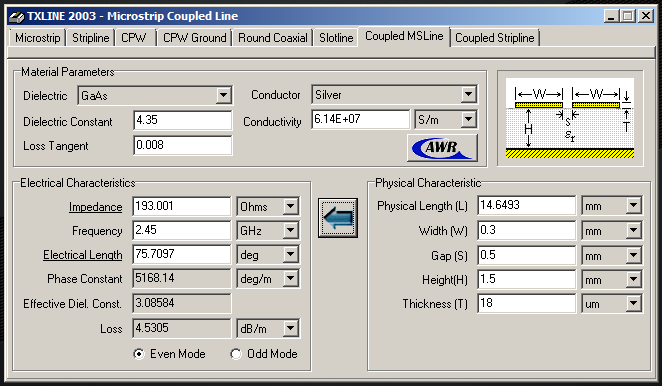 TXLINE 2003 - Microstrip Coupled Line
Microstrip Stripline CPW CPW Ground Round Coaxial Slotline Coupled MSLine Coupled Stripline
Material Parameters
Dielectric GaAs Conductor Silver
Dielectric Constant 4.35 Conductivity 6.14E+07 S/m
Loss Tangent 0.008
AWR
W W
S
H εr T
Electrical Characteristics
Impedance 193.001 Ohms
Frequency 2.45 GHz
Electrical Length 75.7097 deg
Phase Constant 5168.14 deg/m
Effective Diel. Const. 3.08584
Loss 4.5305 dB/m
Even Mode Odd Mode
Physical Characteristic
Physical Length (L) 14.6493 mm
Width (W) 0.3 mm
Gap (S) 0.5 mm
Height(H) 1.5 mm
Thickness (T) 18 um